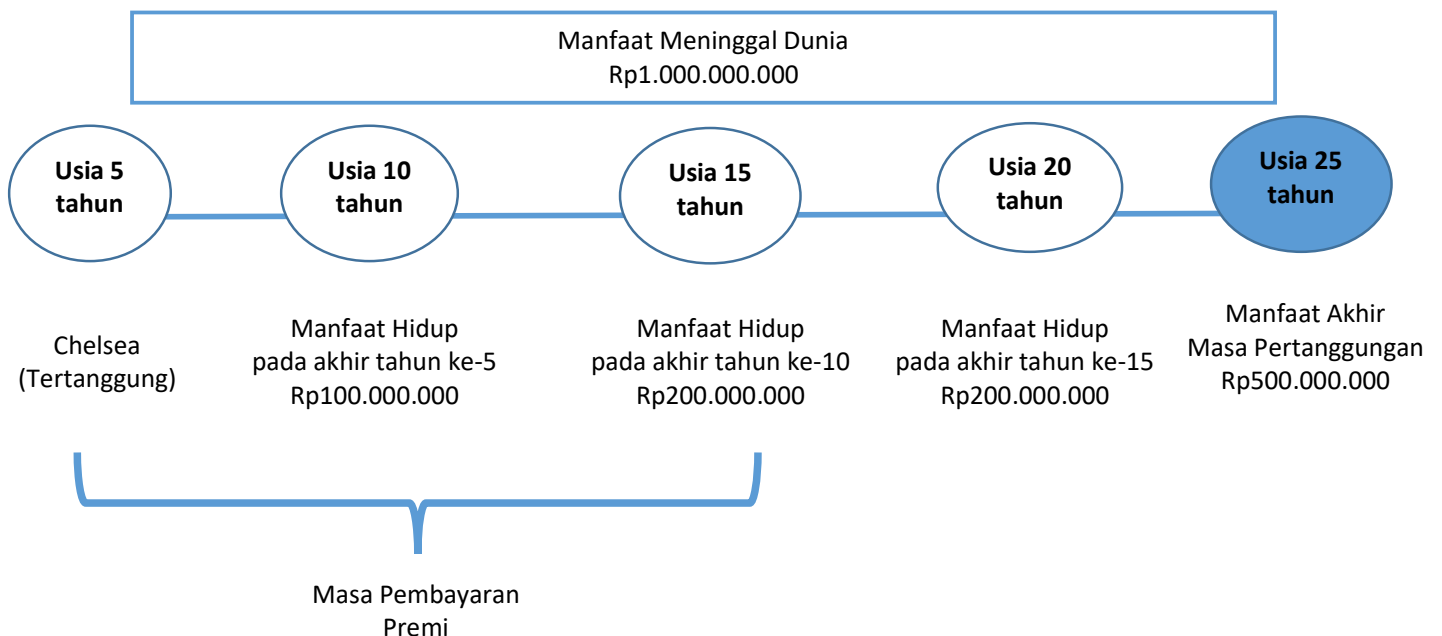 Manfaat Meninggal Dunia
Rp1.000.000.000
Usia 5
tahun
Usia 10
tahun
Usia 15
tahun
Usia 20
tahun
Usia 25
tahun
Chelsea
(Tertanggung)
Manfaat Hidup
pada akhir tahun ke-5
Rp100.000.000
Manfaat Hidup
pada akhir tahun ke-10
Rp200.000.000
Manfaat Hidup
pada akhir tahun ke-15
Rp200.000.000
Manfaat Akhir
Masa Pertanggungan
Rp500.000.000
Masa Pembayaran
Premi